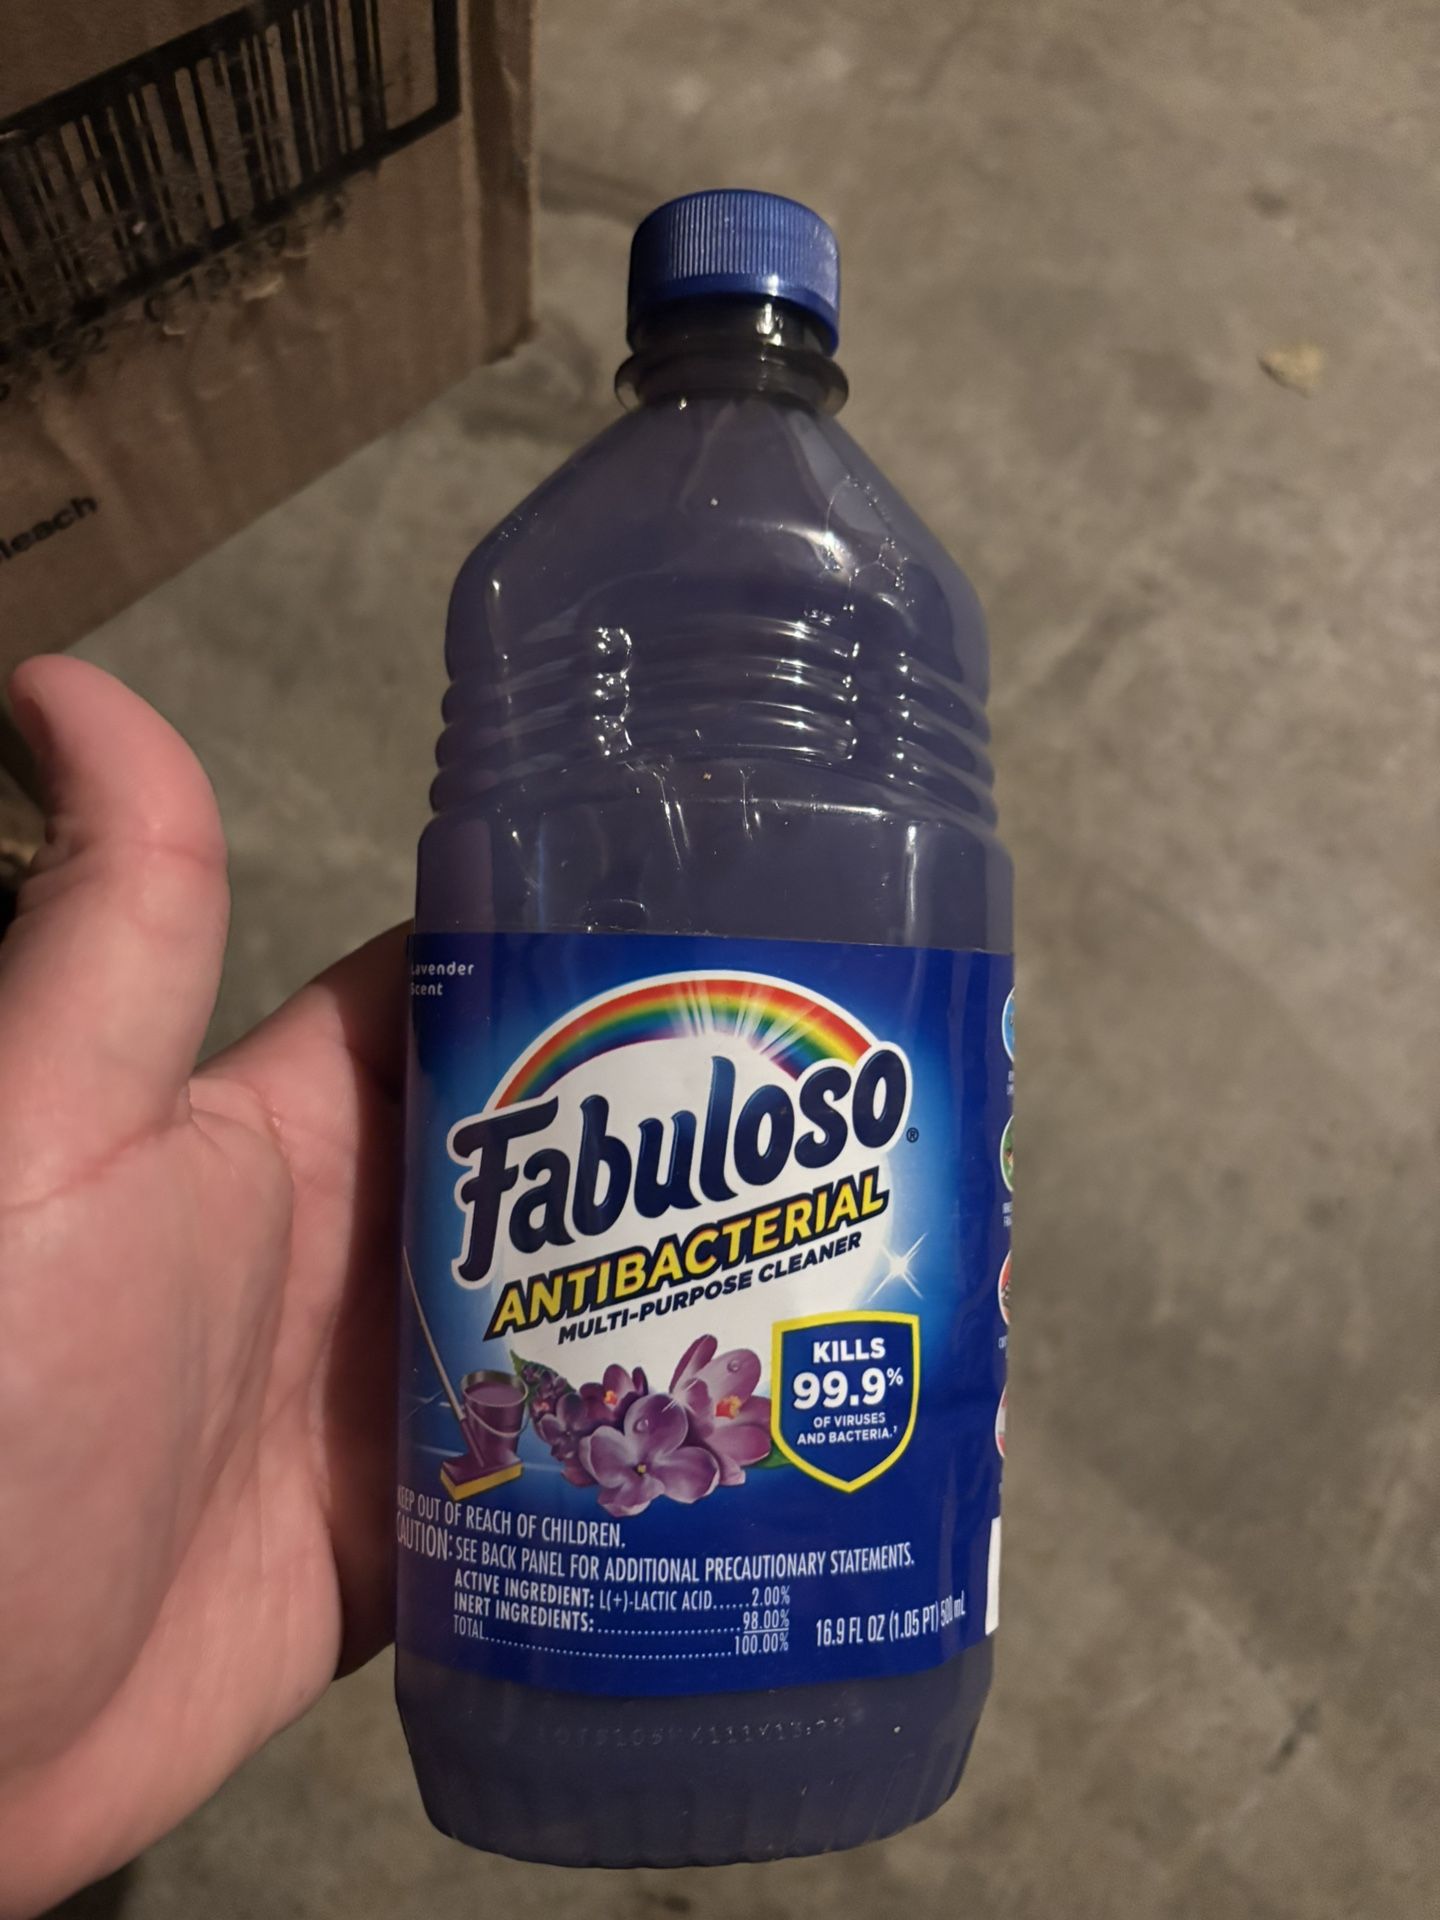 Lavender
Scent
Fabuloso®
ANTIBACTERIAL
MULTI-PURPOSE CLEANER
KILLS
99.9%
OF VIRUSES
AND BACTERIA.
KEEP OUT OF REACH OF CHILDREN.
CAUTION: SEE BACK PANEL FOR ADDITIONAL PRECAUTIONARY STATEMENTS.
ACTIVE INGREDIENT: L(+)-LACTIC ACID......2.00%
INERT INGREDIENTS:....................98.00%
TOTAL...................................100.00%
16.9 FL OZ (1.05 PT) 500 mL
leach